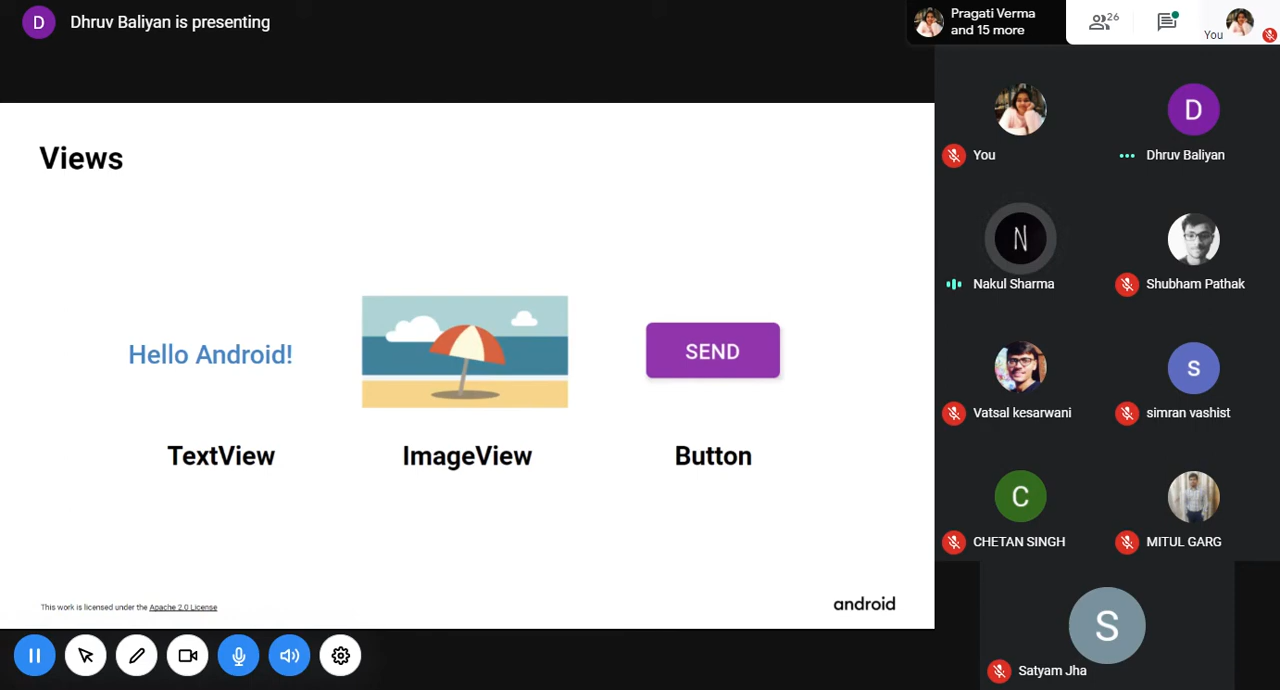 D
Dhruv Baliyan is presenting
Pragati Verma
and 15 more
26
You
Views
Hello Android!
SEND
TextView
ImageView
Button
This work is licensed under the Apache 2.0 License
android
You
D
Dhruv Baliyan
N
Nakul Sharma
Shubham Pathak
Vatsal kesarwani
s
simran vashist
C
CHETAN SINGH
MITUL GARG
S
Satyam Jha